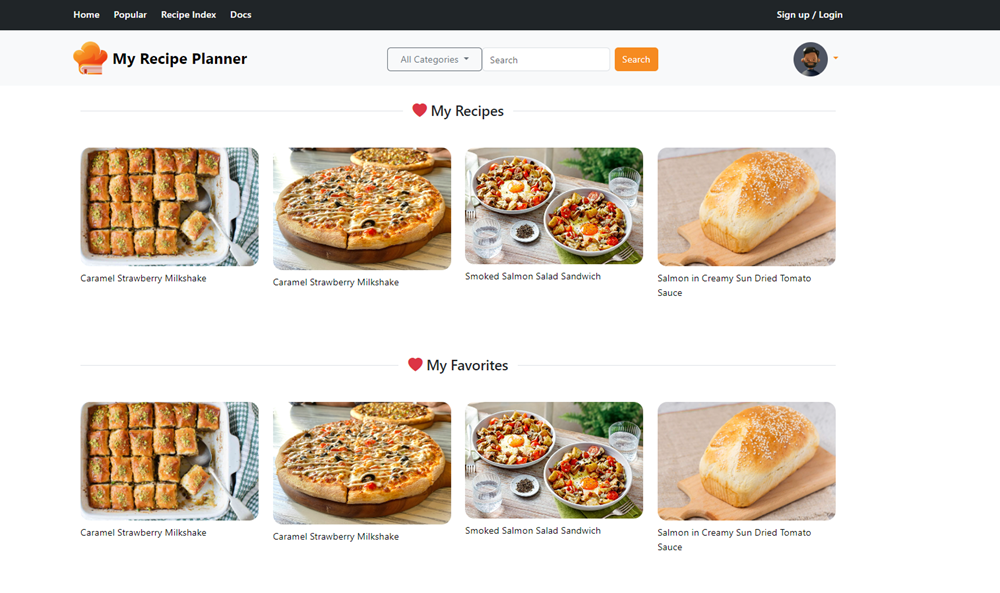 Home Popular Recipe Index Docs Sign up / Login
My Recipe Planner All Categories Search Search
My Recipes
Caramel Strawberry Milkshake
Caramel Strawberry Milkshake
Smoked Salmon Salad Sandwich
Salmon in Creamy Sun Dried Tomato
Sauce
My Favorites
Caramel Strawberry Milkshake
Caramel Strawberry Milkshake
Smoked Salmon Salad Sandwich
Salmon in Creamy Sun Dried Tomato
Sauce